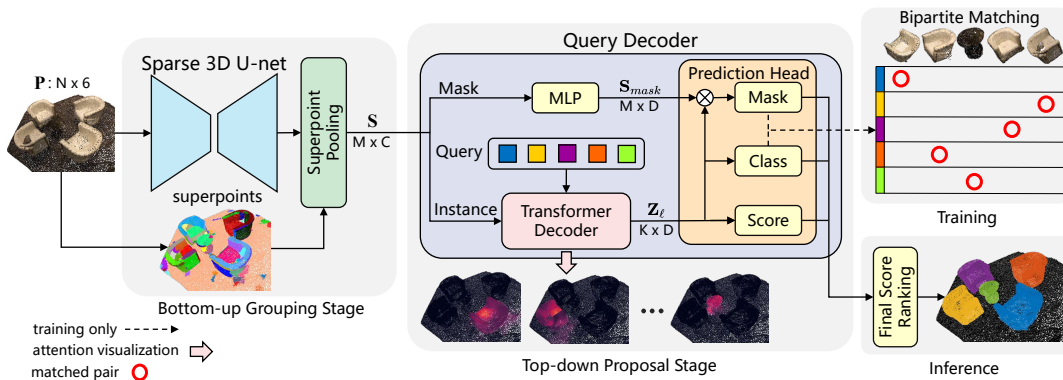 P: N x 6
Sparse 3D U-net
Superpoint
Pooling
superpoints
Bottom-up Grouping Stage
S
M x C
Query Decoder
Mask
MLP
S_mask
M x D
Query
Instance
Transformer
Decoder
Z_ℓ
K x D
Prediction Head
Mask
Class
Score
Top-down Proposal Stage
Bipartite Matching
Training
Final Score
Ranking
Inference
training only
attention visualization
matched pair